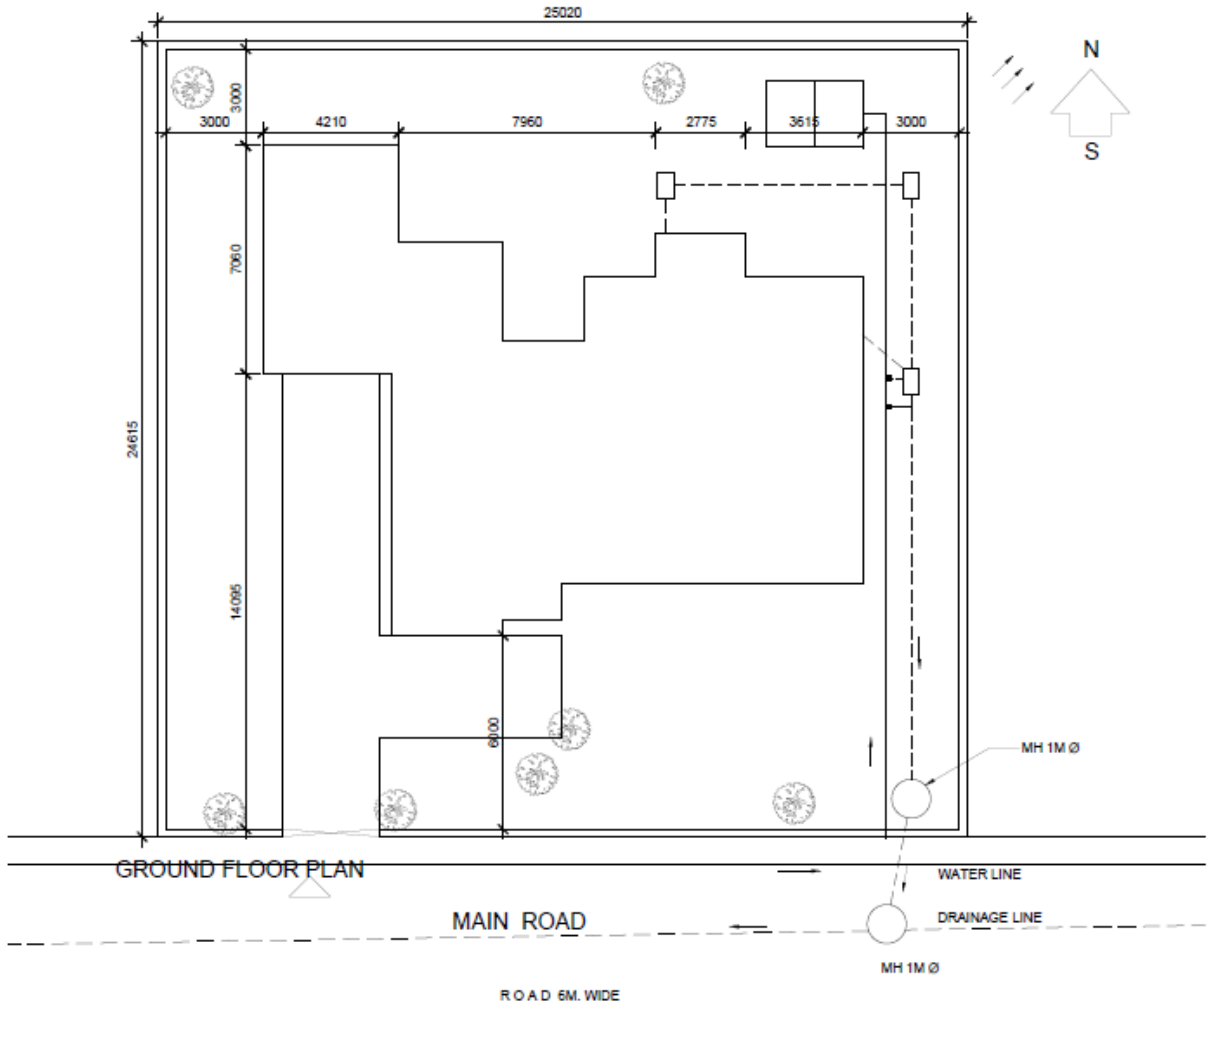 25020
N
3000
3000
4210
7960
2775
3615
3000
S
7060
24615
14095
6000
MH 1M Ø
GROUND FLOOR PLAN
WATER LINE
MAIN ROAD
DRAINAGE LINE
MH 1M Ø
ROAD 6M. WIDE